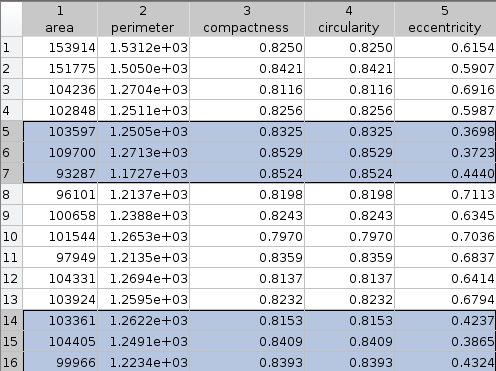 1 2 3 4 5
area perimeter compactness circularity eccentricity
1 153914 1.5312e+03 0.8250 0.8250 0.6154
2 151775 1.5050e+03 0.8421 0.8421 0.5907
3 104236 1.2704e+03 0.8116 0.8116 0.6916
4 102848 1.2511e+03 0.8256 0.8256 0.5987
5 103597 1.2505e+03 0.8325 0.8325 0.3698
6 109700 1.2713e+03 0.8529 0.8529 0.3723
7 93287 1.1727e+03 0.8524 0.8524 0.4440
8 96101 1.2137e+03 0.8198 0.8198 0.7113
9 100658 1.2388e+03 0.8243 0.8243 0.6345
10 101544 1.2653e+03 0.7970 0.7970 0.7036
11 97949 1.2135e+03 0.8359 0.8359 0.6837
12 104331 1.2694e+03 0.8137 0.8137 0.6414
13 103924 1.2595e+03 0.8232 0.8232 0.6794
14 103361 1.2622e+03 0.8153 0.8153 0.4237
15 104405 1.2491e+03 0.8409 0.8409 0.3865
16 99966 1.2234e+03 0.8393 0.8393 0.4324